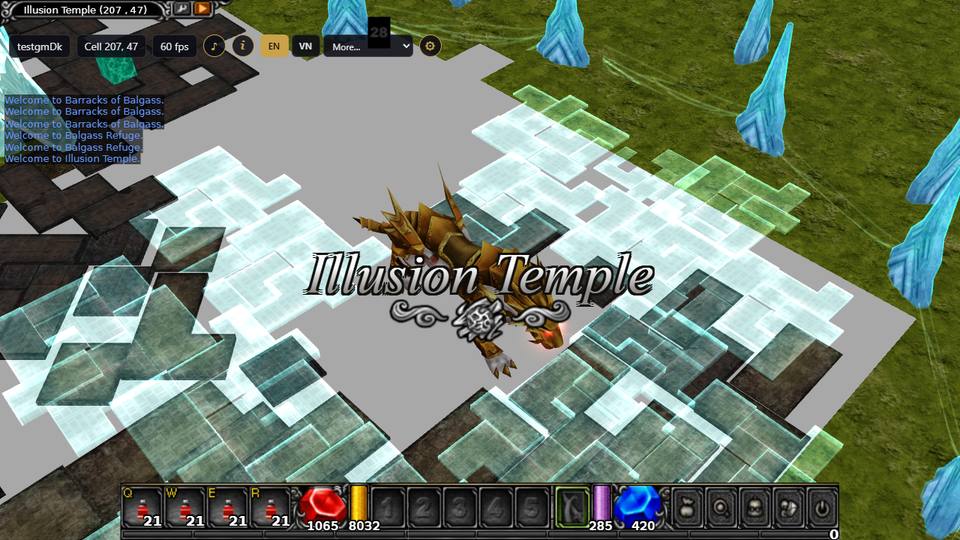 Illusion Temple (207 , 47)
testgmDk
Cell 207, 47
60 fps
EN
VN
More...
28
Welcome to Barracks of Balgass.
Welcome to Barracks of Balgass.
Welcome to Barracks of Balgass.
Welcome to Balgass Refuge.
Welcome to Balgass Refuge.
Welcome to Illusion Temple.
Illusion Temple
Q W E R
21 21 21 21 1065 8032 1 2 3 4 5 285 420
0